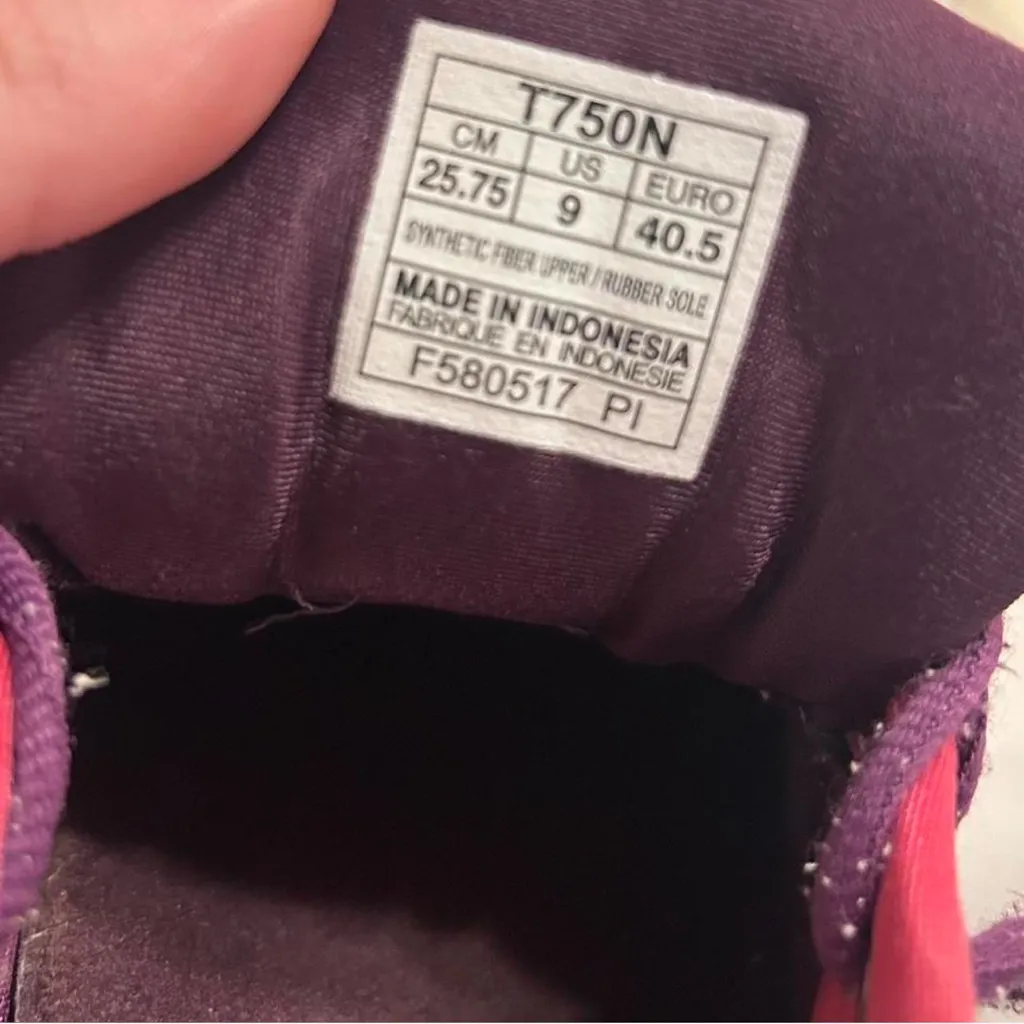 T750N
CM US EURO
25.75 9 40.5
SYNTHETIC FIBER UPPER / RUBBER SOLE
MADE IN INDONESIA
FABRIQUE EN INDONESIE
F580517 PI